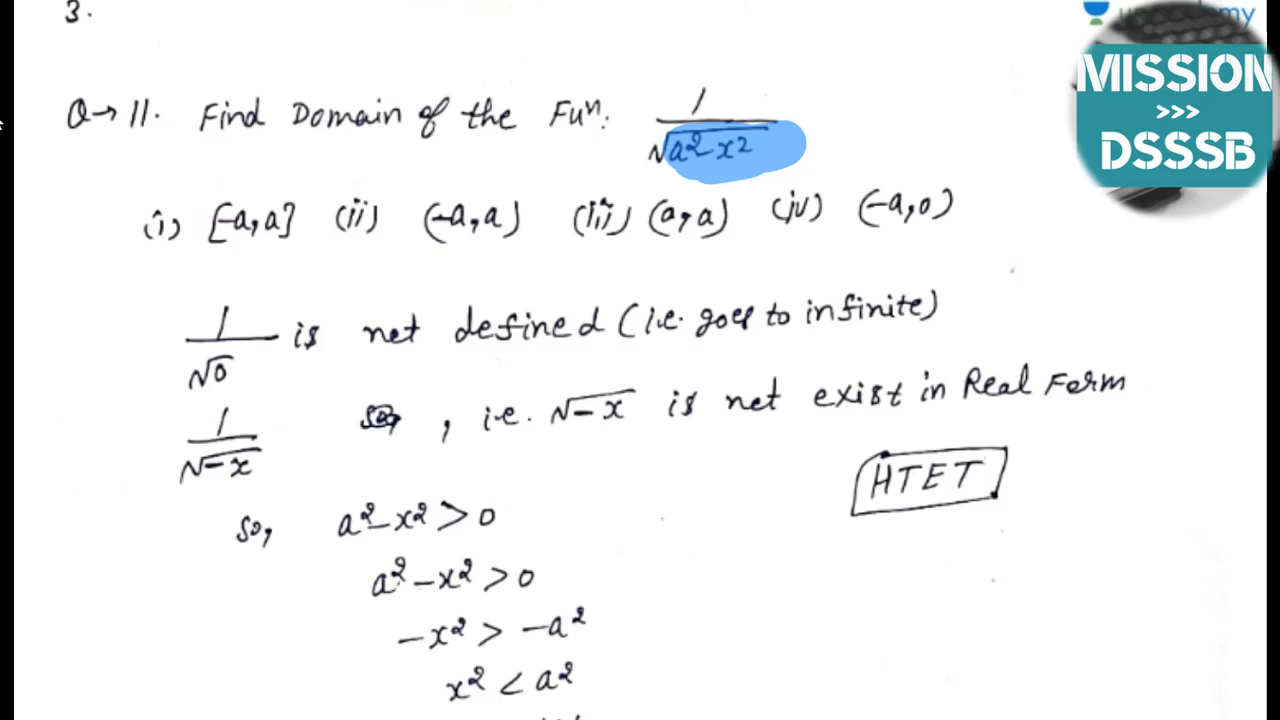 3.
Q→11. Find Domain of the Fuⁿ: 1/√(a²-x²)
(i) [-a,a] (ii) (-a,a) (iii) (a,a) (iv) (-a,0)
1/√0 is not defined (i.e. goes to infinite)
1/√-x so, , i.e. √-x is not exist in Real Form
HTET
So, a²-x² > 0
a²-x² > 0
-x² > -a²
x² < a²
MISSION
>>>
DSSSB